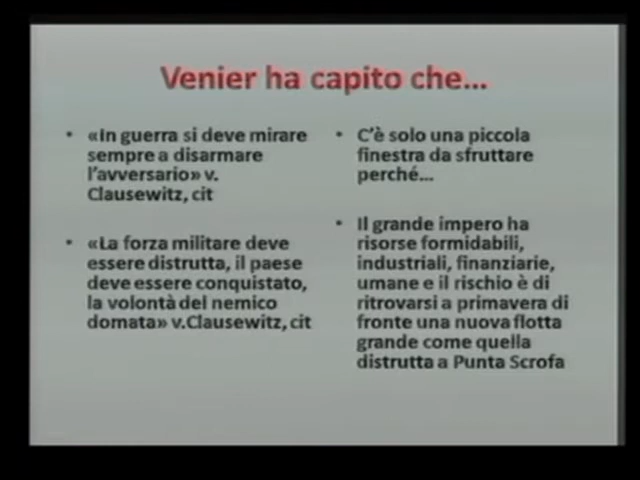 Venier ha capito che...
• «In guerra si deve mirare
sempre a disarmare
l'avversario» v.
Clausewitz, cit
• «La forza militare deve
essere distrutta, il paese
deve essere conquistato,
la volontà del nemico
domata» v.Clausewitz, cit
• C'è solo una piccola
finestra da sfruttare
perché...
• Il grande impero ha
risorse formidabili,
industriali, finanziarie,
umane e il rischio è di
ritrovarsi a primavera di
fronte una nuova flotta
grande come quella
distrutta a Punta Scrofa